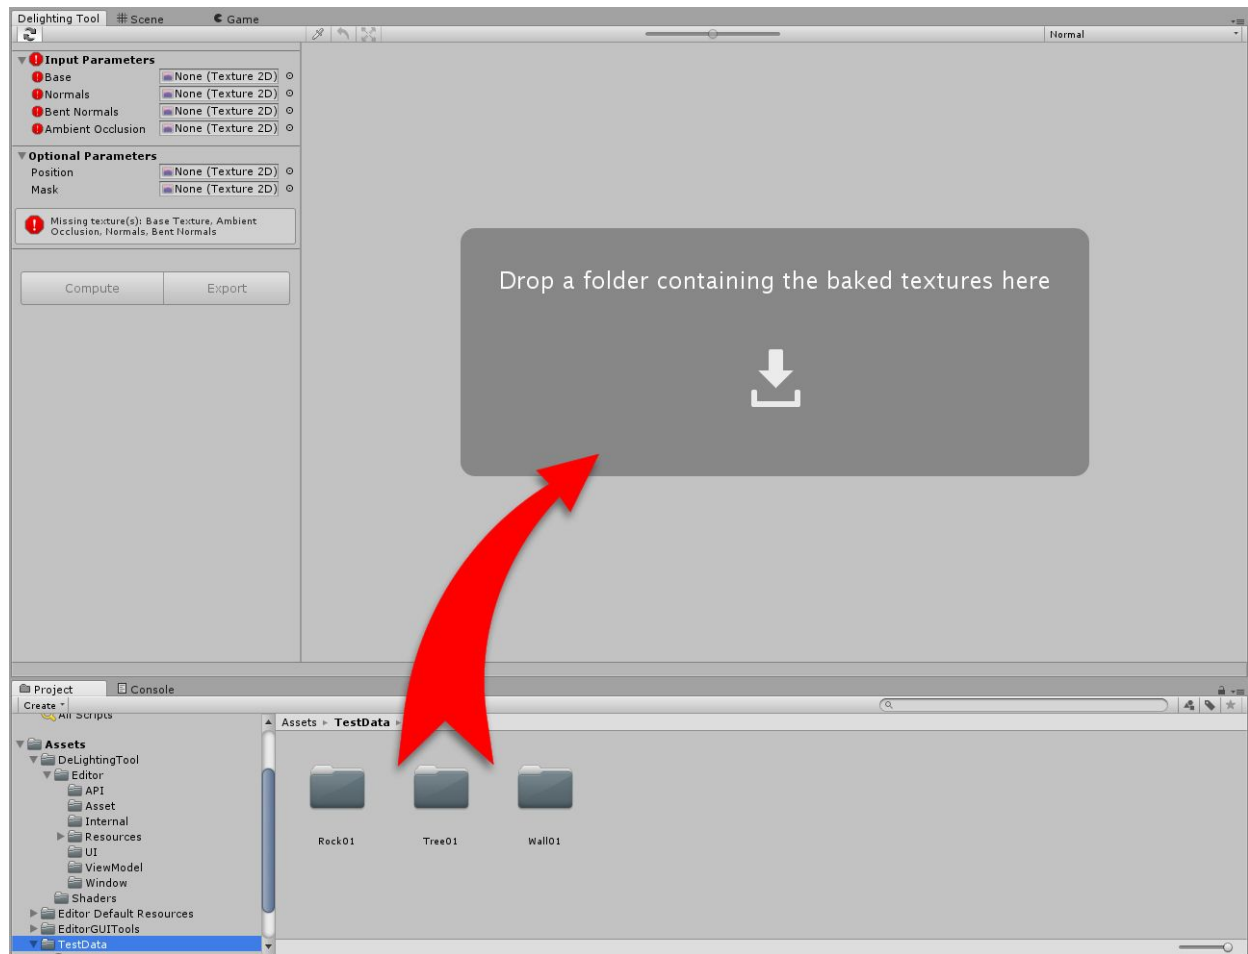 Delighting Tool
Scene
Game
Normal
Input Parameters
Base None (Texture 2D)
Normals None (Texture 2D)
Bent Normals None (Texture 2D)
Ambient Occlusion None (Texture 2D)
Optional Parameters
Position None (Texture 2D)
Mask None (Texture 2D)
Missing texture(s): Base Texture, Ambient
Occlusion, Normals, Bent Normals
Compute
Export
Drop a folder containing the baked textures here
Project
Console
Create
All Scripts
Assets
DeLightingTool
Editor
API
Asset
Internal
Resources
UI
ViewModel
Window
Shaders
Editor Default Resources
EditorGUITools
TestData
Assets TestData
Rock01
Tree01
Wall01